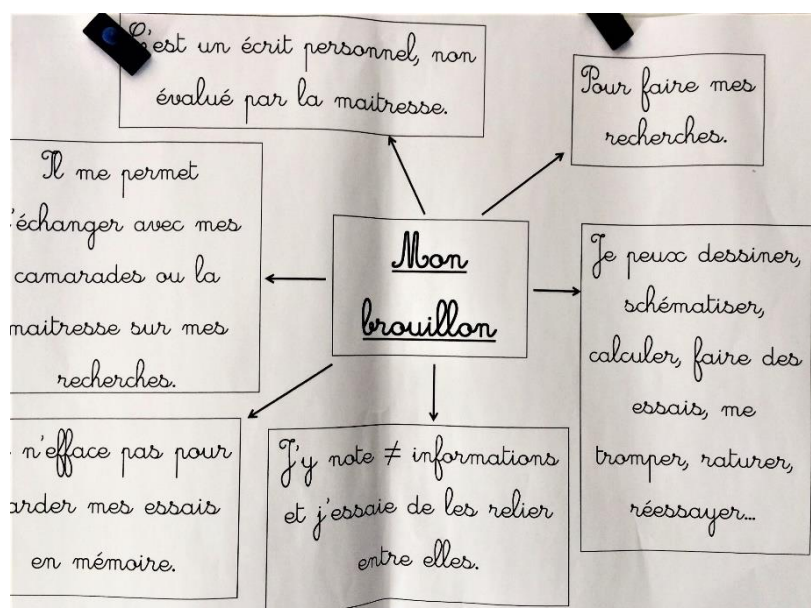 C'est un écrit personnel, non
évalué par la maitresse.
Pour faire mes
recherches.
Il me permet
'échanger avec mes
camarades ou la
maitresse sur mes
recherches.
Mon
brouillon
Je peux dessiner,
schématiser,
calculer, faire des
essais, me
tromper, raturer,
réessayer...
n'efface pas pour
arder mes essais
en mémoire.
J'y note ≠ informations
et j'essaie de les relier
entre elles.